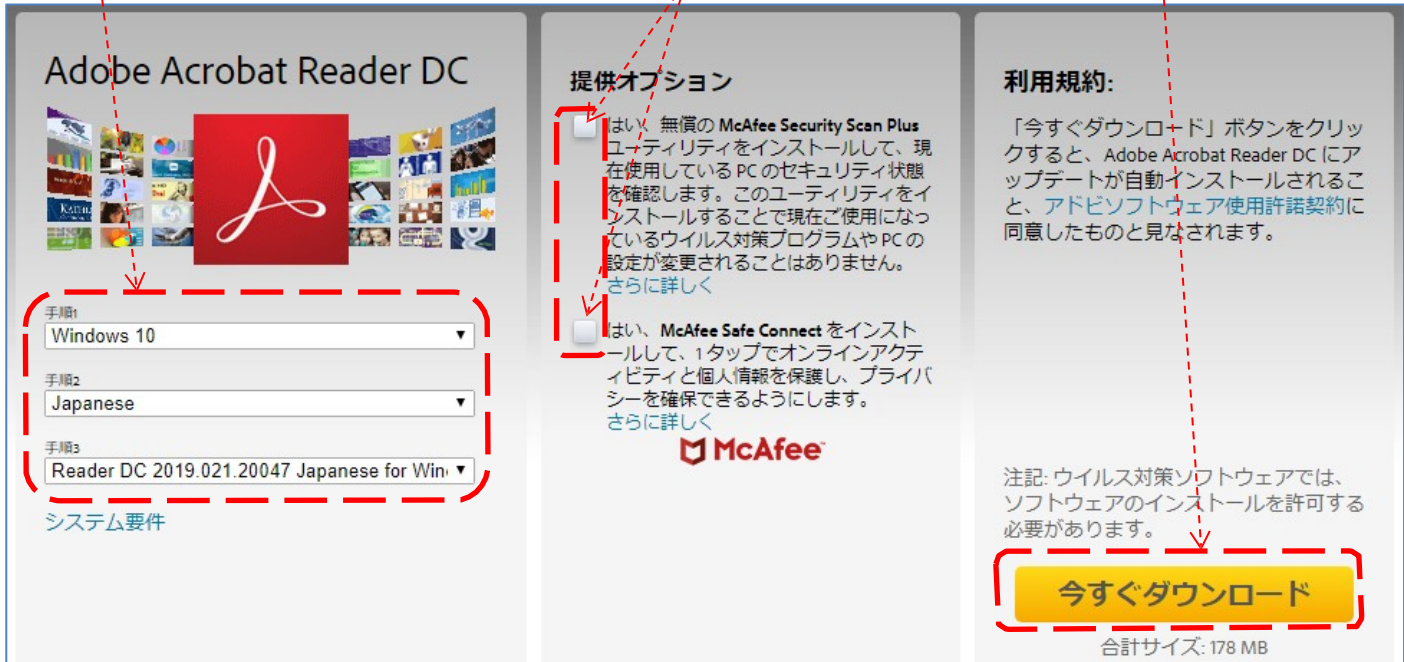 Adobe Acrobat Reader DC
手順1
Windows 10
手順2
Japanese
手順3
Reader DC 2019.021.20047 Japanese for Win
システム要件
提供オプション
はい、無償の McAfee Security Scan Plus
ユーティリティをインストールして、現
在使用している PC のセキュリティ状態
を確認します。このユーティリティをイ
ンストールすることで現在ご使用になっ
ているウイルス対策プログラムや PC の
設定が変更されることはありません。
さらに詳しく
はい、McAfee Safe Connect をインスト
ールして、1 タップでオンラインアクテ
ィビティと個人情報を保護し、プライバ
シーを確保できるようにします。
さらに詳しく
McAfee
利用規約:
「今すぐダウンロード」ボタンをクリッ
クすると、Adobe Acrobat Reader DC にア
ップデートが自動インストールされるこ
と、アドビソフトウェア使用許諾契約に
同意したものと見なされます。
注記: ウイルス対策ソフトウェアでは、
ソフトウェアのインストールを許可する
必要があります。
今すぐダウンロード
合計サイズ: 178 MB